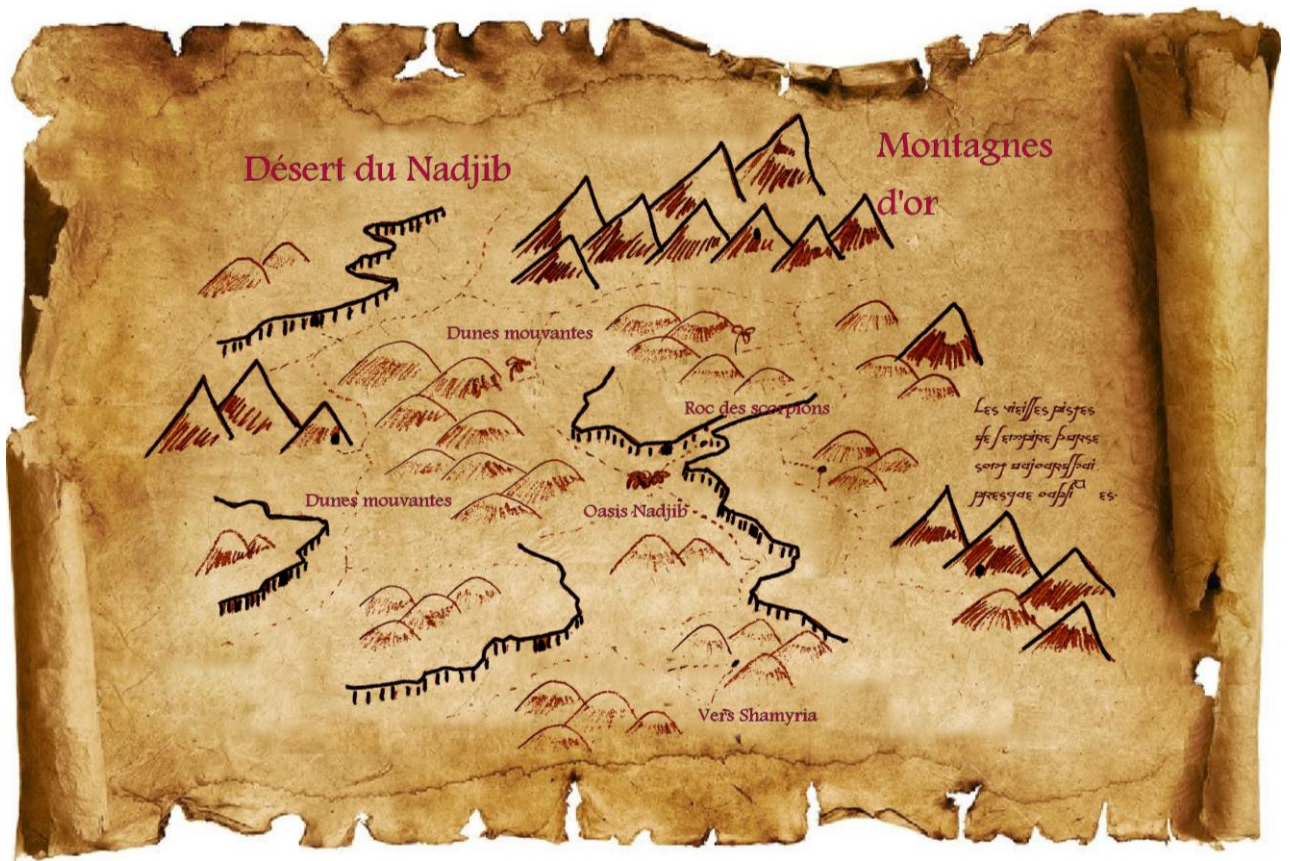 Désert du Nadjib
Montagnes
d'or
Dunes mouvantes
Roc des scorpions
Les vieilles pistes
de l'empire
sont aujourd'hui
presque es.
Dunes mouvantes
Oasis Nadjib
Vers Shamyria